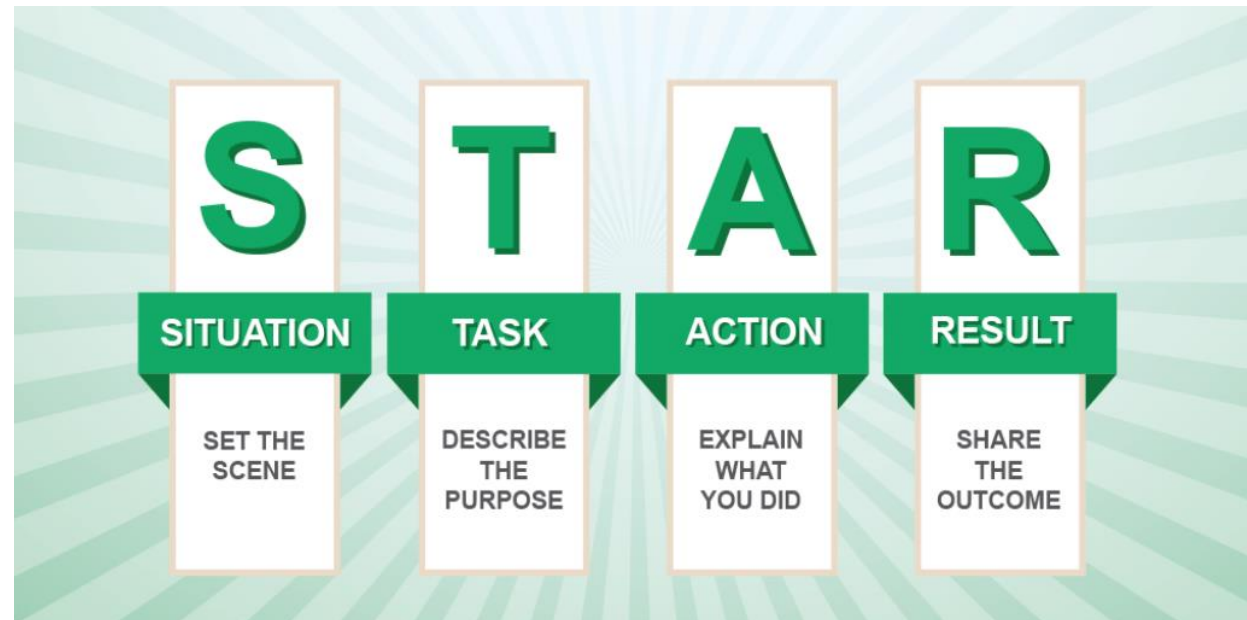 S
SITUATION
SET THE
SCENE
T
TASK
DESCRIBE
THE
PURPOSE
A
ACTION
EXPLAIN
WHAT
YOU DID
R
RESULT
SHARE
THE
OUTCOME